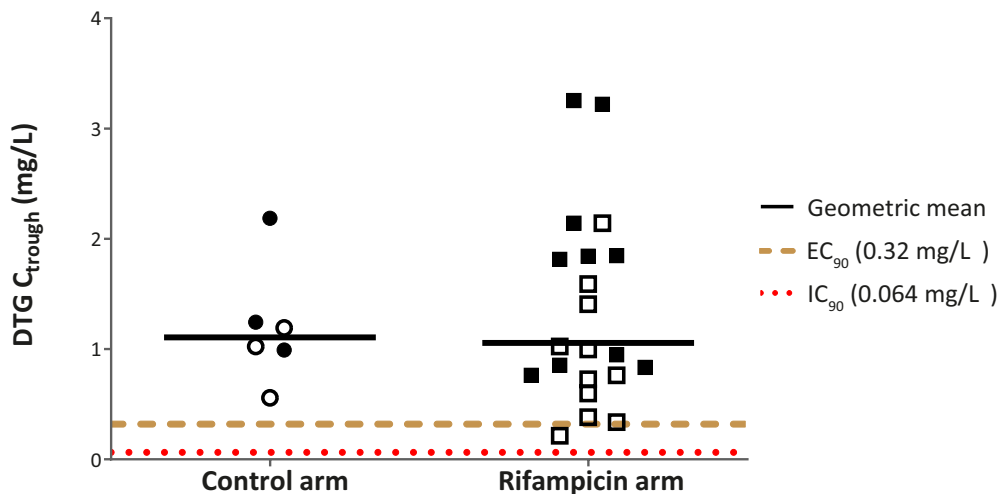 4
3
2
1
0
DTG Ctrough (mg/L)
Control arm
Rifampicin arm
Geometric mean
EC90 (0.32 mg/L )
IC90 (0.064 mg/L )